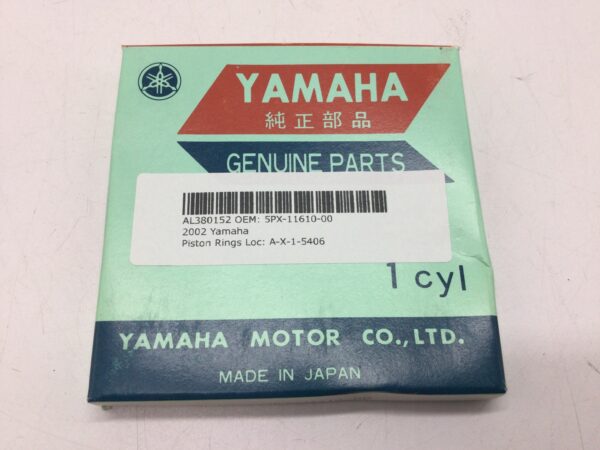 YAMAHA
純正部品
GENUINE PARTS
AL380152 OEM: 5PX-11610-00
2002 Yamaha
Piston Rings Loc: A-X-1-5406
1 cyl
YAMAHA MOTOR CO., LTD.
MADE IN JAPAN